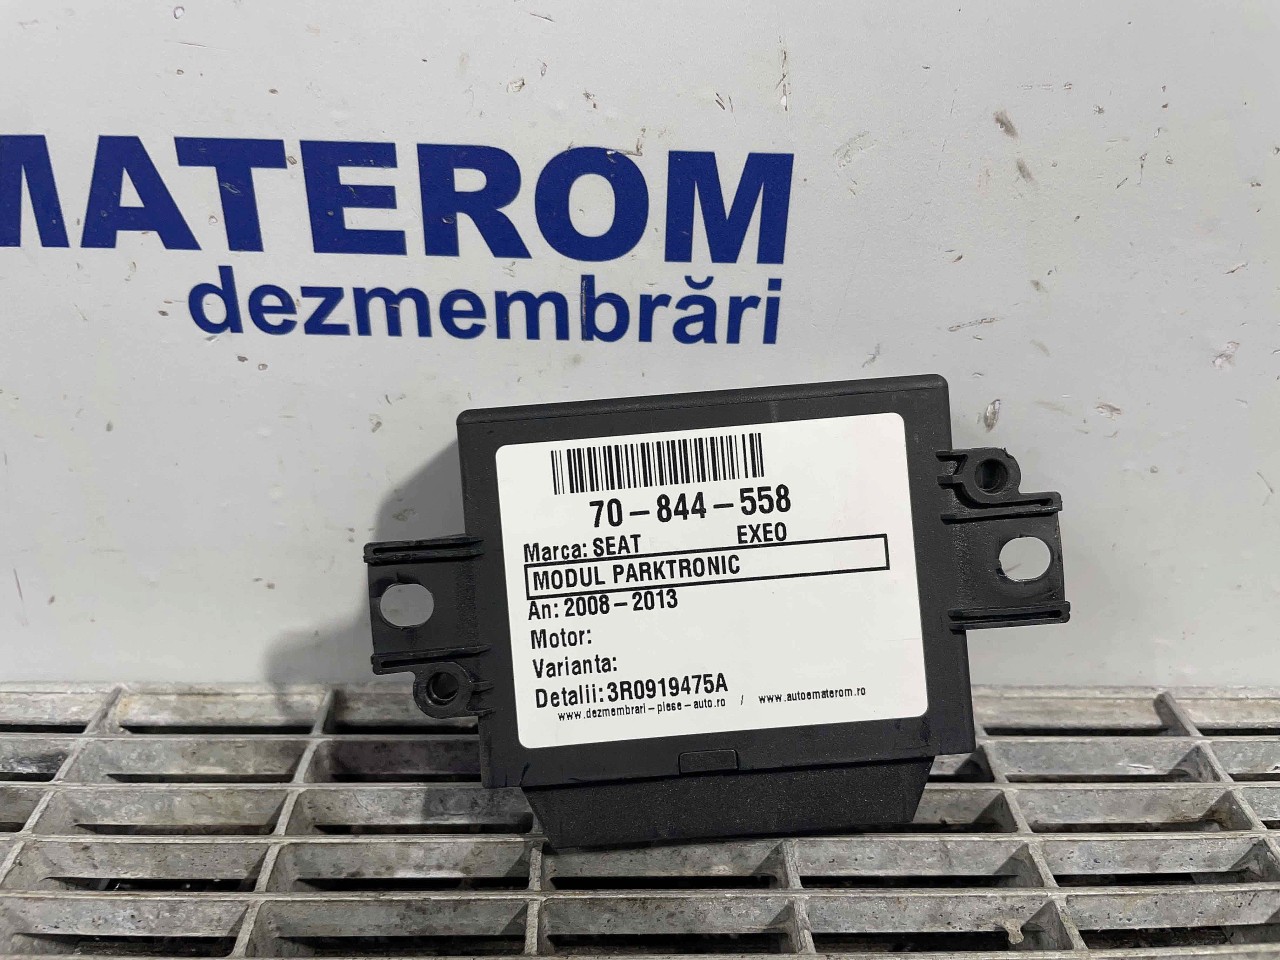 MATEROM
dezmembrări
70-844-558
Marca: SEAT EXEO
MODUL PARKTRONIC
An: 2008-2013
Motor:
Varianta:
Detalii: 3R0919475A
www.dezmembrari-piese-auto.ro / www.autoematerom.ro